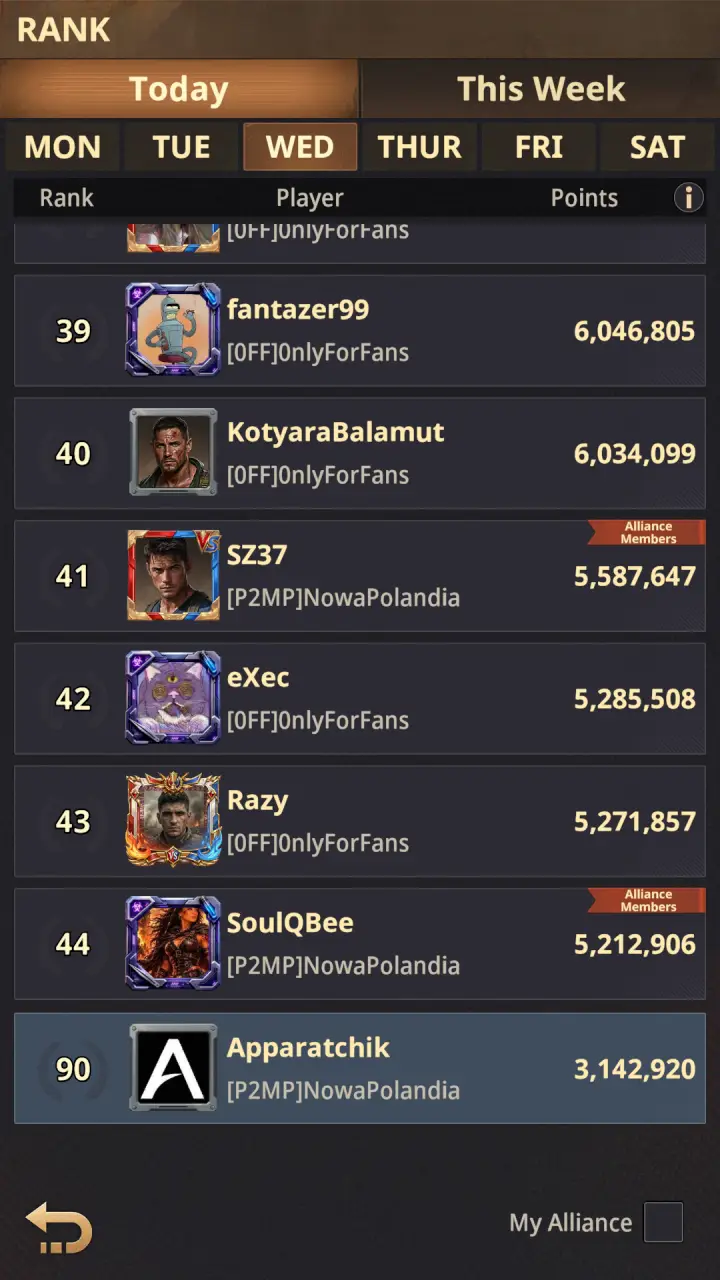 RANK
Today This Week
MON TUE WED THUR FRI SAT
Rank Player Points i
[0FF]0nlyForFans
39 fantazer99 6,046,805
[0FF]0nlyForFans
40 KotyaraBalamut 6,034,099
[0FF]0nlyForFans
Alliance
Members
41 SZ37 5,587,647
[P2MP]NowaPolandia
VS
42 eXec 5,285,508
[0FF]0nlyForFans
43 Razy 5,271,857
[0FF]0nlyForFans
VS
Alliance
Members
44 SoulQBee 5,212,906
[P2MP]NowaPolandia
90 Apparatchik 3,142,920
[P2MP]NowaPolandia
My Alliance